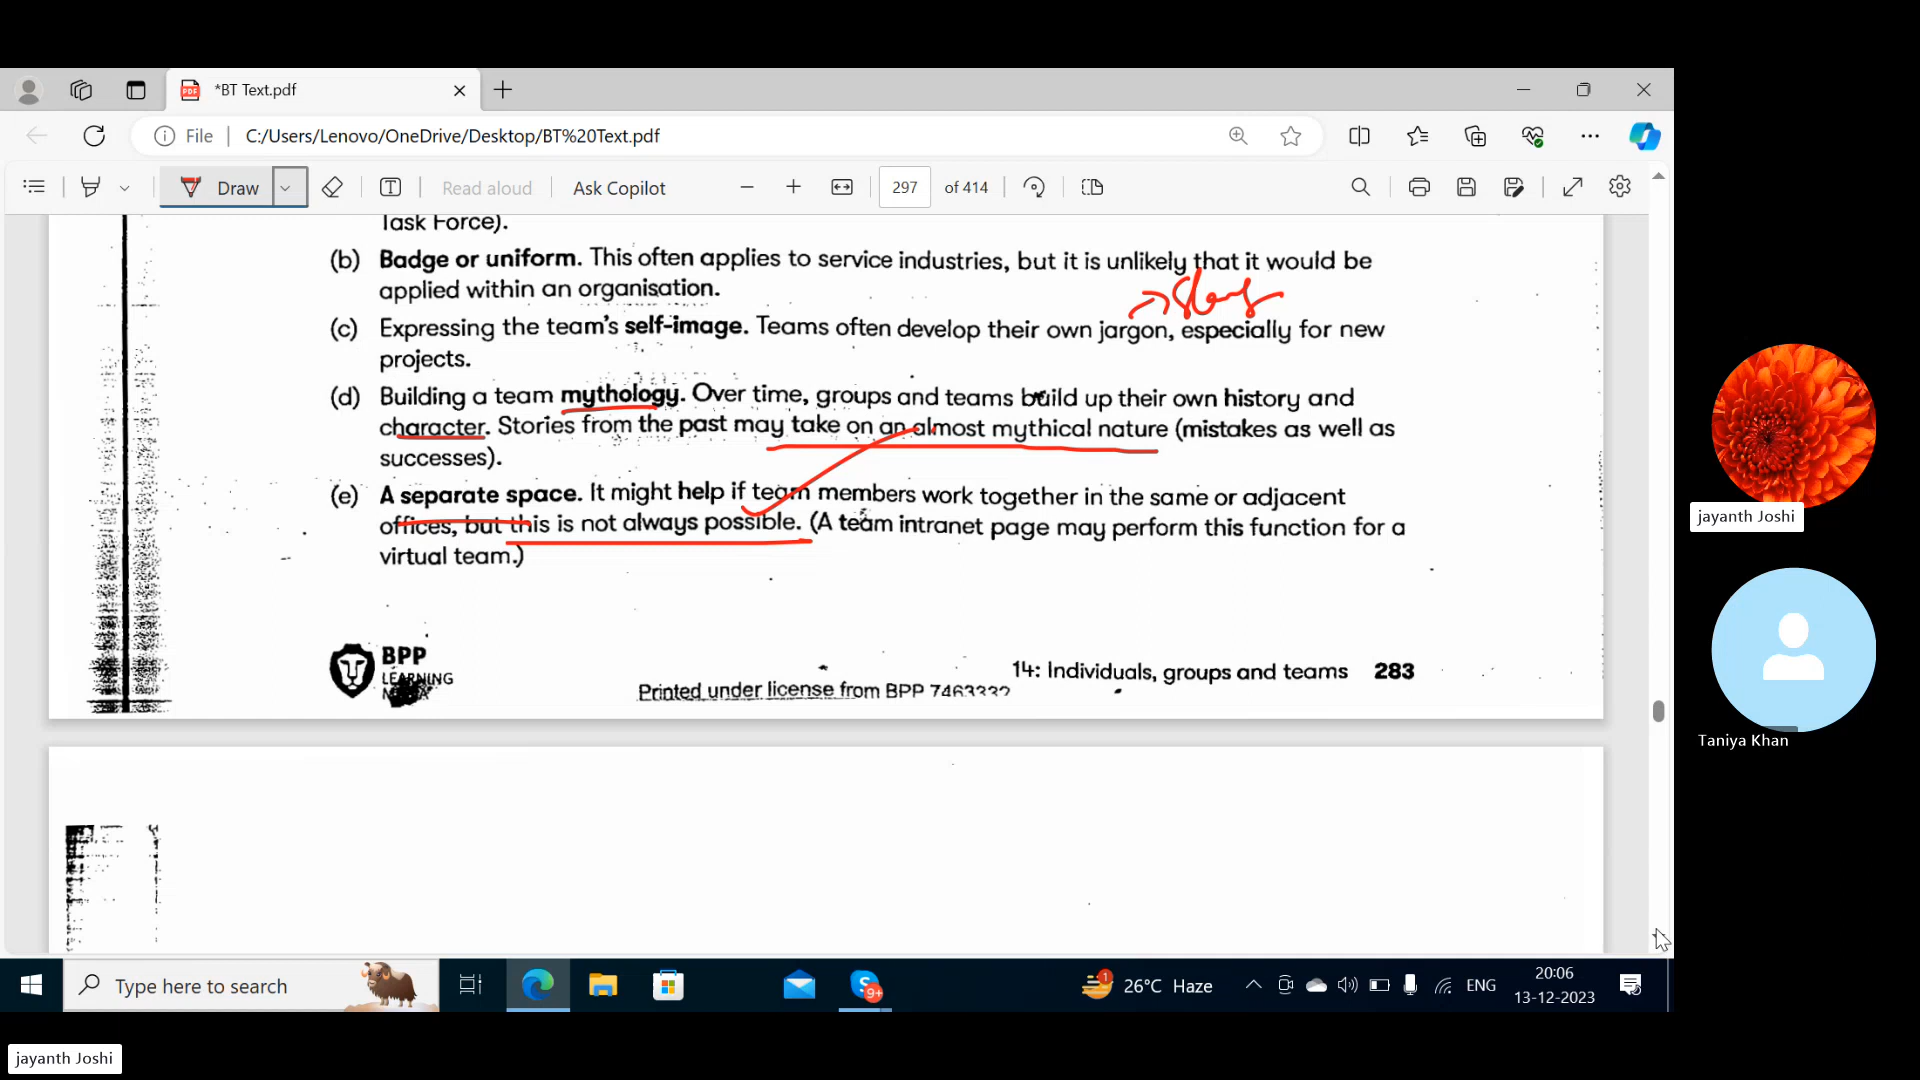 *BT Text.pdf
File
C:/Users/Lenovo/OneDrive/Desktop/BT%20Text.pdf
Draw
Read aloud
Ask Copilot
297 of 414
Task Force).
(b) Badge or uniform. This often applies to service industries, but it is unlikely that it would be
applied within an organisation.
(c) Expressing the team's self-image. Teams often develop their own jargon, especially for new
projects.
(d) Building a team mythology. Over time, groups and teams build up their own history and
character. Stories from the past may take on an almost mythical nature (mistakes as well as
successes).
(e) A separate space. It might help if team members work together in the same or adjacent
offices, but this is not always possible. (A team intranet page may perform this function for a
virtual team.)
BPP
LEARNING
14: Individuals, groups and teams 283
Printed under license from BPP
jayanth Joshi
Taniya Khan
Type here to search
9+
1
26°C Haze
ENG
20:06
13-12-2023
jayanth Joshi